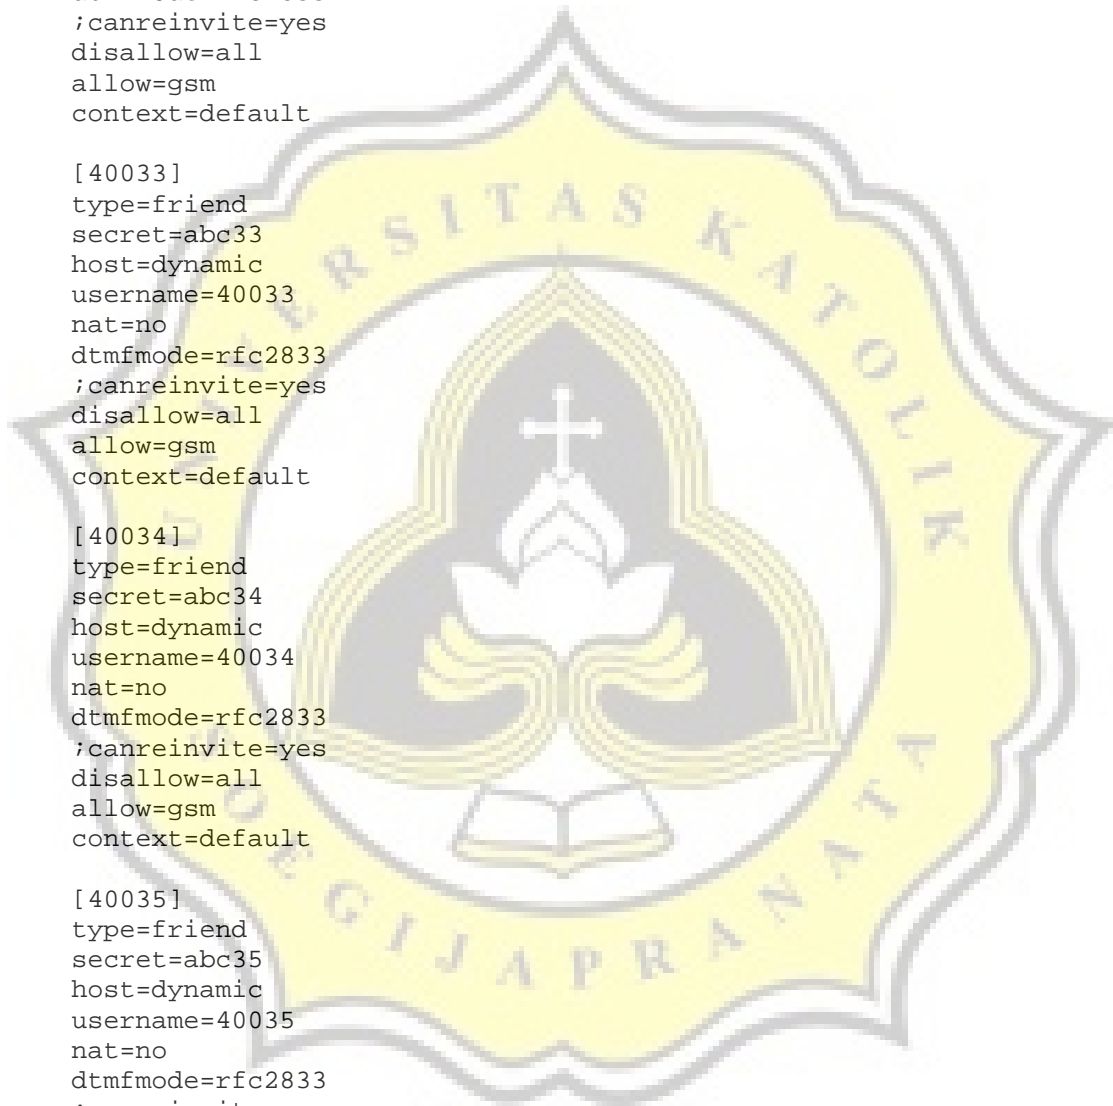 ;canreinvite=yes
disallow=all
allow=gsm
context=default
[40033]
type=friend
secret=abc33
host=dynamic
username=40033
nat=no
dtmfmode=rfc2833
;canreinvite=yes
disallow=all
allow=gsm
context=default
[40034]
type=friend
secret=abc34
host=dynamic
username=40034
nat=no
dtmfmode=rfc2833
;canreinvite=yes
disallow=all
allow=gsm
context=default
[40035]
type=friend
secret=abc35
host=dynamic
username=40035
nat=no
dtmfmode=rfc2833
UNIVERSITAS KATOLIK
SOEGIJAPRANATA